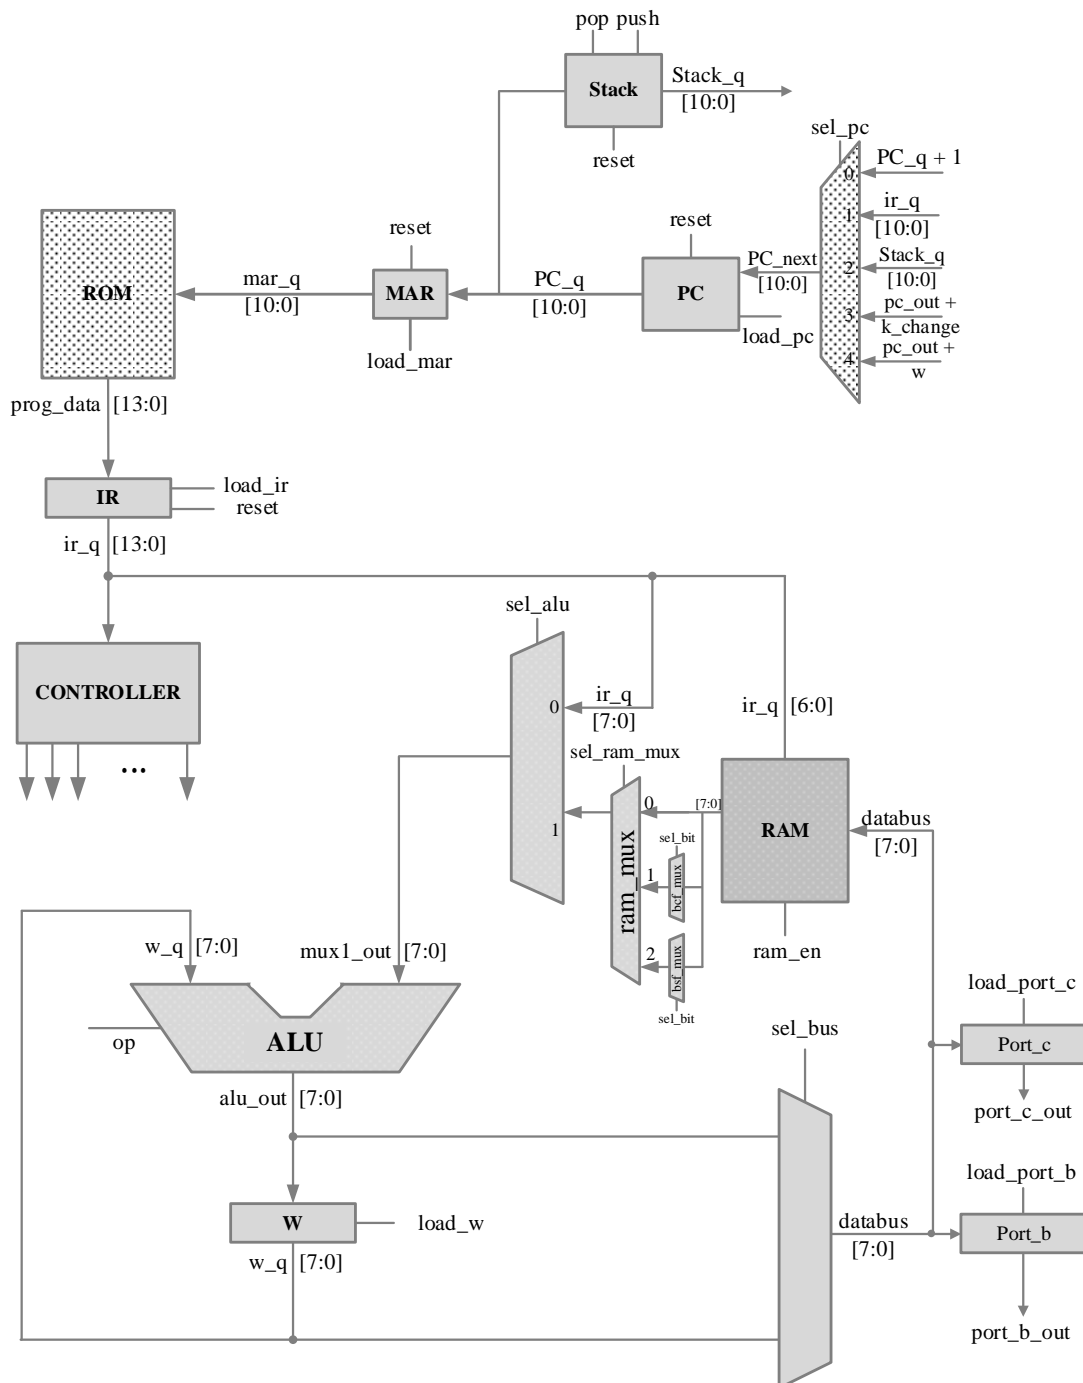 pop push
Stack
Stack_q
[10:0]
reset
sel_pc
0
PC_q + 1
1
ir_q
[10:0]
2
Stack_q
[10:0]
3
pc_out +
k_change
4
pc_out +
w
reset
PC_next
[10:0]
PC
load_pc
PC_q
[10:0]
reset
MAR
load_mar
mar_q
[10:0]
ROM
prog_data [13:0]
IR
load_ir
reset
ir_q [13:0]
CONTROLLER
...
sel_alu
0
ir_q
[7:0]
1
ir_q [6:0]
sel_ram_mux
0
[7:0]
ram_mux
1
sel_bit
bcf_mux
2
bsf_mux
sel_bit
RAM
databus
[7:0]
ram_en
w_q [7:0]
mux1_out [7:0]
op
ALU
alu_out [7:0]
W
load_w
w_q [7:0]
sel_bus
databus
[7:0]
load_port_c
Port_c
port_c_out
load_port_b
Port_b
port_b_out